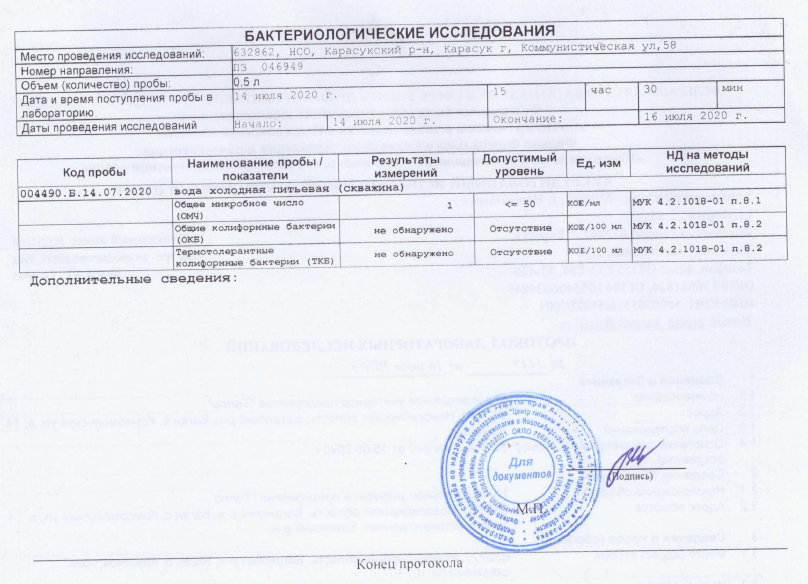 БАКТЕРИОЛОГИЧЕСКИЕ ИССЛЕДОВАНИЯ
Место проведения исследований: 632862, НСО, Карасукский р-н, Карасук г, Коммунистическая ул,58
Номер направления: ПЗ 046949
Объем (количество) пробы: 0,5 л
Дата и время поступления пробы в 14 июля 2020 г. 15 час 30 мин
лабораторию
Даты проведения исследований Начало: 14 июля 2020 г. Окончание: 16 июля 2020 г.
Код пробы Наименование пробы / Результаты Допустимый Ед. изм НД на методы
показатели измерений уровень исследований
004490.Б.14.07.2020 вода холодная питьевая (скважина)
Общее микробное число 1 <= 50 КОЕ/мл МУК 4.2.1018-01 п.8.1
(ОМЧ)
Общие колиформные бактерии не обнаружено Отсутствие КОЕ/100 мл МУК 4.2.1018-01 п.8.2
(ОКБ)
Термотолерантные не обнаружено Отсутствие КОЕ/100 мл МУК 4.2.1018-01 п.8.2
колиформные бактерии (ТКБ)
Дополнительные сведения:
ПРОТОКОЛ ЛАБОРАТОРНЫХ ИССЛЕДОВАНИЙ
Для
документов
М.П.
(Подпись)
Конец протокола